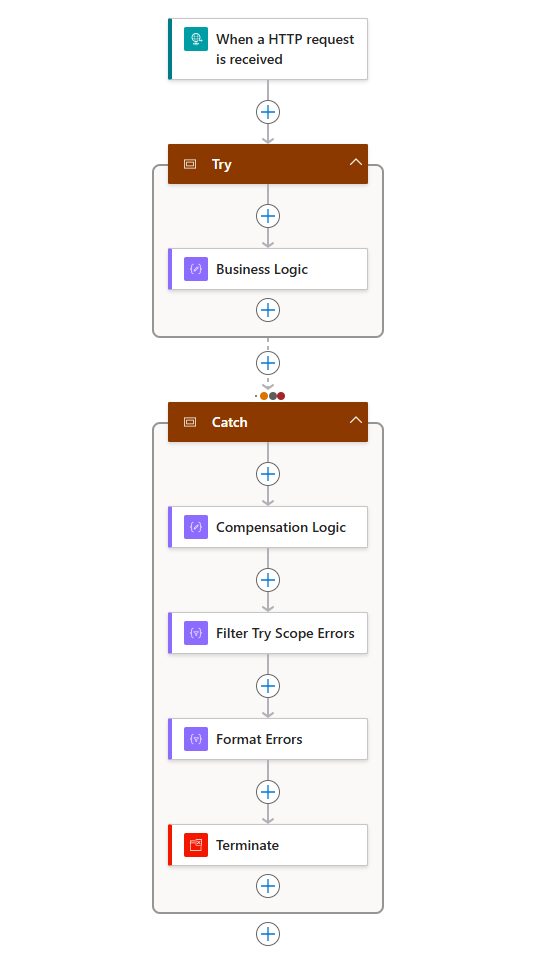 When a HTTP request
is received
Try
Business Logic
Catch
Compensation Logic
Filter Try Scope Errors
Format Errors
Terminate